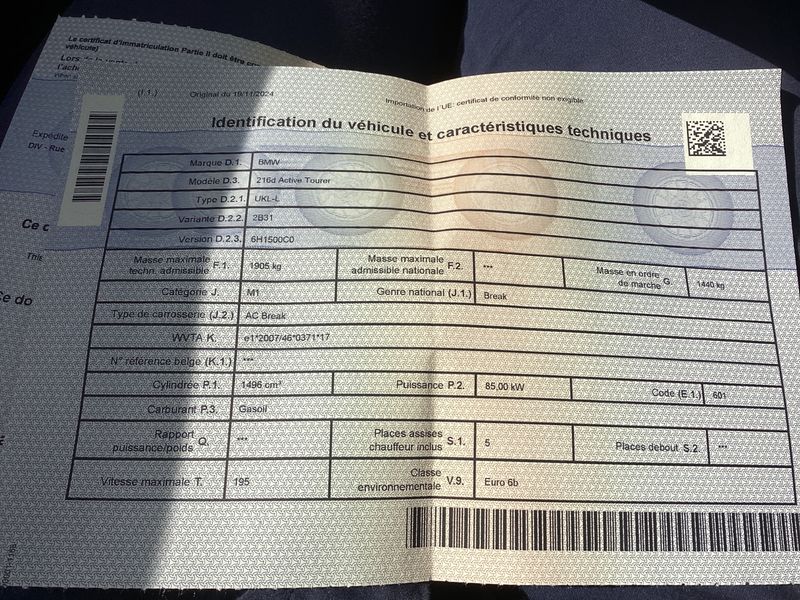 Le certificat d'immatriculation Partie II doit être
véhicule)
Lors de la
l'ach
Expédite
DIV - Rue
Ce c
This
Ce do
(J.1.) Original du 19/11/2024
Importation de l'UE: certificat de conformité non exigible
Identification du véhicule et caractéristiques techniques
Marque D.1. BMW
Modèle D.3. 216d Active Tourer
Type D.2.1. UKL-L
Variante D.2.2. 2B31
Version D.2.3. 6H1500C0
Masse maximale techn. admissible F.1. 1905 kg Masse maximale admissible nationale F.2. *** Masse en ordre de marche G. 1440 kg
Catégorie J. M1 Genre national (J.1.) Break
Type de carrosserie (J.2.) AC Break
WVTA K. e1*2007/46*0371*17
N° référence belge (K.1.) ***
Cylindrée P.1. 1496 cm³ Puissance P.2. 85,00 kW Code (E.1.) 601
Carburant P.3. Gasoil
Rapport puissance/poids Q. *** Places assises chauffeur inclus S.1. 5 Places debout S.2. ***
Vitesse maximale T. 195 Classe environnementale V.9. Euro 6b